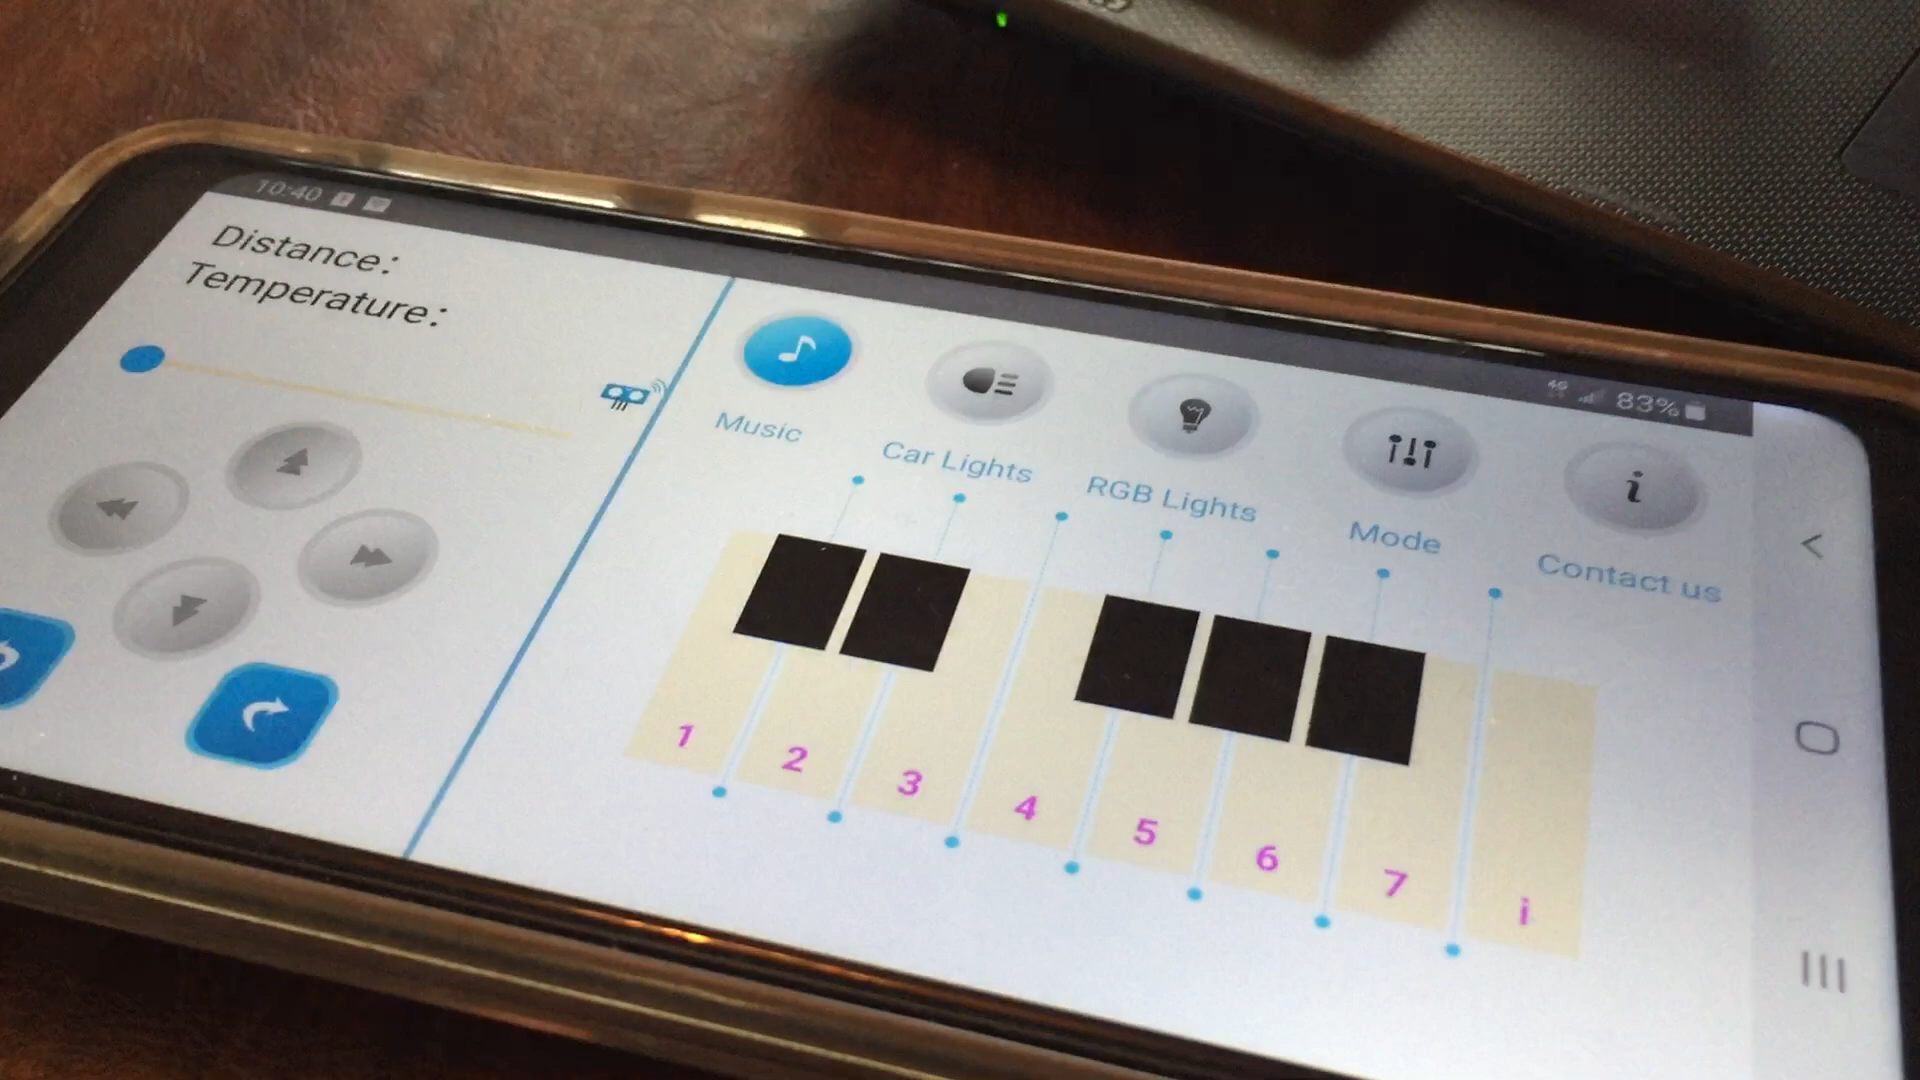 10:40
4G 83%
Distance:
Temperature:
Music
Car Lights
RGB Lights
Mode
Contact us
1 2 3 4 5 6 7 i